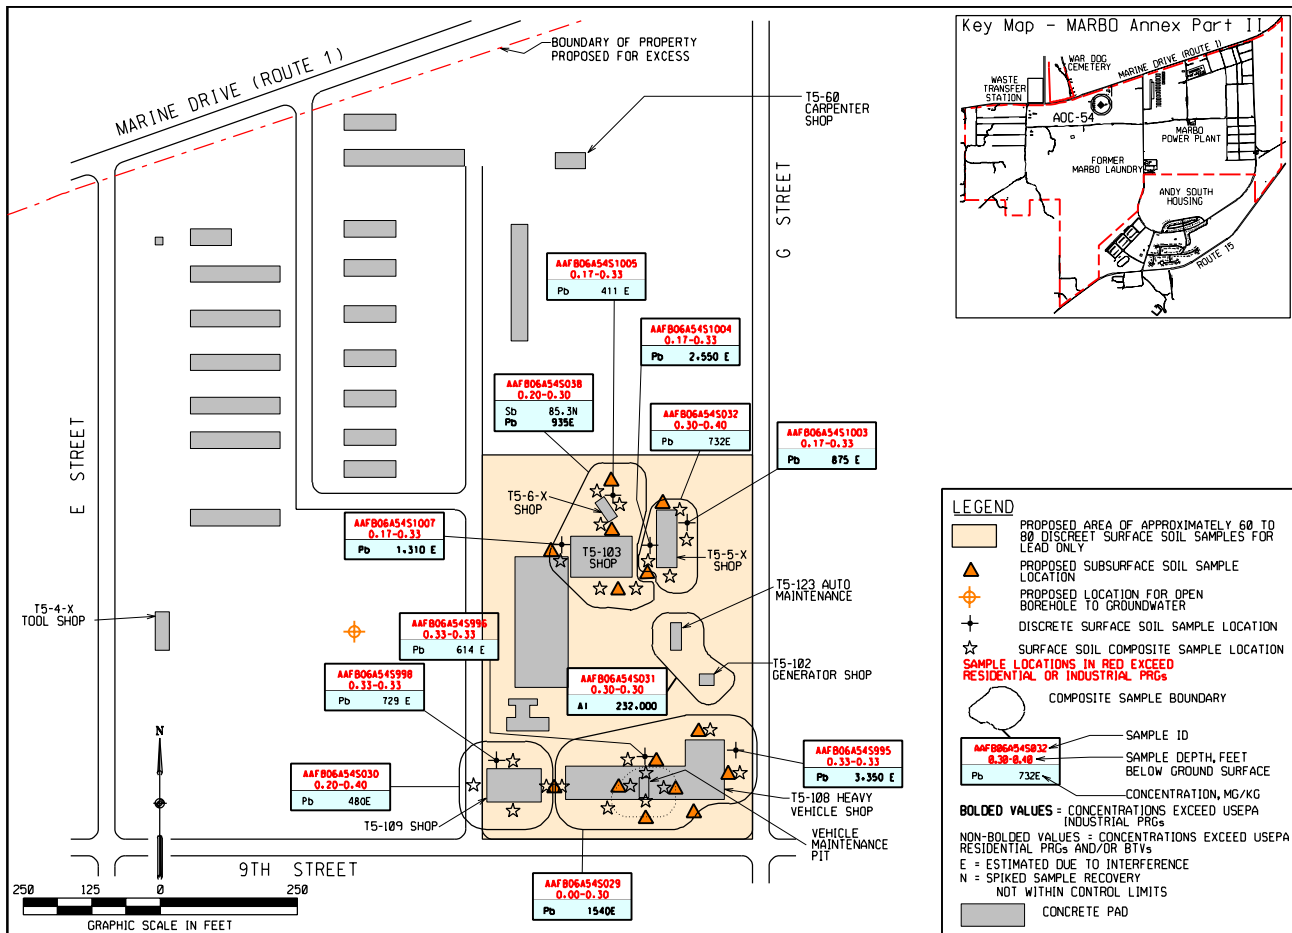 Key Map - MARBO Annex Part II
WAR DOG
CEMETERY
MARINE DRIVE (ROUTE 1)
WASTE
TRANSFER
STATION
AOC-54
MARBO
POWER PLANT
FORMER
MARBO LAUNDRY
ANDY SOUTH
HOUSING
ROUTE 15
BOUNDARY OF PROPERTY
PROPOSED FOR EXCESS
MARINE DRIVE (ROUTE 1)
T5-60
CARPENTER
SHOP
G STREET
E STREET
AAFB06A54S1005
0.17-0.33
Pb 411 E
AAFB06A54S1004
0.17-0.33
Pb 2.550 E
AAFB06A54S038
0.20-0.30
Sb 85.3N
Pb 935E
AAFB06A54S032
0.30-0.40
Pb 732E
AAFB06A54S1003
0.17-0.33
Pb 875 E
T5-6-X
SHOP
AAFB06A54S1007
0.17-0.33
Pb 1.310 E
T5-103
SHOP
T5-5-X
SHOP
T5-123 AUTO
MAINTENANCE
T5-4-X
TOOL SHOP
AAFB06A54S996
0.33-0.33
Pb 614 E
T5-102
GENERATOR SHOP
AAFB06A54S998
0.33-0.33
Pb 729 E
AAFB06A54S031
0.30-0.30
Al 232.000
N
AAFB06A54S995
0.33-0.33
Pb 3.350 E
AAFB06A54S030
0.20-0.40
Pb 480E
T5-109 SHOP
T5-108 HEAVY
VEHICLE SHOP
VEHICLE
MAINTENANCE
PIT
9TH STREET
AAFB06A54S029
0.00-0.30
Pb 1540E
250 125 0 250
GRAPHIC SCALE IN FEET
LEGEND
PROPOSED AREA OF APPROXIMATELY 60 TO
80 DISCREET SURFACE SOIL SAMPLES FOR
LEAD ONLY
PROPOSED SUBSURFACE SOIL SAMPLE
LOCATION
PROPOSED LOCATION FOR OPEN
BOREHOLE TO GROUNDWATER
DISCRETE SURFACE SOIL SAMPLE LOCATION
SURFACE SOIL COMPOSITE SAMPLE LOCATION
SAMPLE LOCATIONS IN RED EXCEED
RESIDENTIAL OR INDUSTRIAL PRGs
COMPOSITE SAMPLE BOUNDARY
SAMPLE ID
AAFB06A54S032
0.30-0.40
Pb 732E
SAMPLE DEPTH, FEET
BELOW GROUND SURFACE
CONCENTRATION, MG/KG
BOLDED VALUES = CONCENTRATIONS EXCEED USEPA
INDUSTRIAL PRGs
NON-BOLDED VALUES = CONCENTRATIONS EXCEED USEPA
RESIDENTIAL PRGs AND/OR BTVs
E = ESTIMATED DUE TO INTERFERENCE
N = SPIKED SAMPLE RECOVERY
NOT WITHIN CONTROL LIMITS
CONCRETE PAD